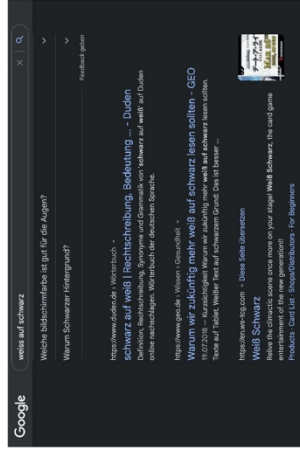 Google
weiss auf schwarz
Welche bildschirmfarbe ist gut für die Augen?
Warum Schwarzer Hintergrund?
Feedback geben
https://www.duden.de › Wörterbuch
schwarz auf weiß | Rechtschreibung, Bedeutung ... - Duden
Definition, Rechtschreibung, Synonyme und Grammatik von 'schwarz auf weiß' auf Duden
online nachschlagen. Wörterbuch der deutschen Sprache.
https://www.geo.de › Wissen › Gesundheit
Warum wir zukünftig mehr weiß auf schwarz lesen sollten - GEO
19.07.2018 — Kurzsichtigkeit Warum wir zukünftig mehr weiß auf schwarz lesen sollten.
Texte auf Tablet. Weißer Text auf schwarzem Grund: Das ist besser ...
https://en.ws-tcg.com › Diese Seite übersetzen
Weiß Schwarz
Relive the climactic scene once more on your stage! Weiß Schwarz, the card game
entertainment of the new generation!
Products · Card List · Shops/Distributors · For Beginners